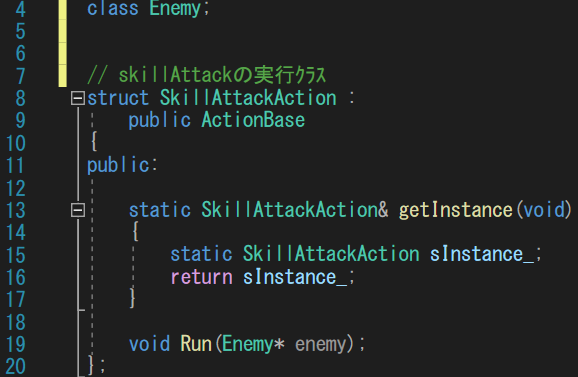 4 class Enemy;
5
6
7 // skillAttackの実行ｸﾗｽ
8 struct SkillAttackAction :
9 public ActionBase
10 {
11 public:
12
13 static SkillAttackAction& getInstance(void)
14 {
15 static SkillAttackAction sInstance_;
16 return sInstance_;
17 }
18
19 void Run(Enemy* enemy);
20 };